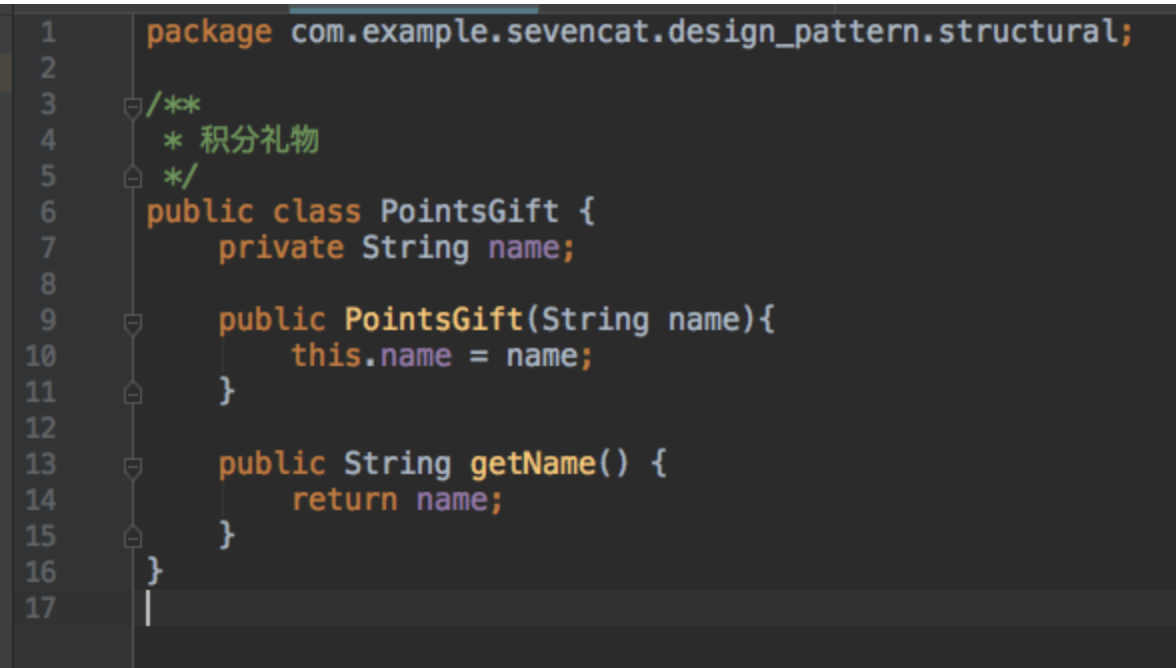 1 package com.example.sevencat.design_pattern.structural;
2
3 /**
4  * 积分礼物
5  */
6 public class PointsGift {
7     private String name;
8
9     public PointsGift(String name){
10         this.name = name;
11     }
12
13     public String getName() {
14         return name;
15     }
16 }
17